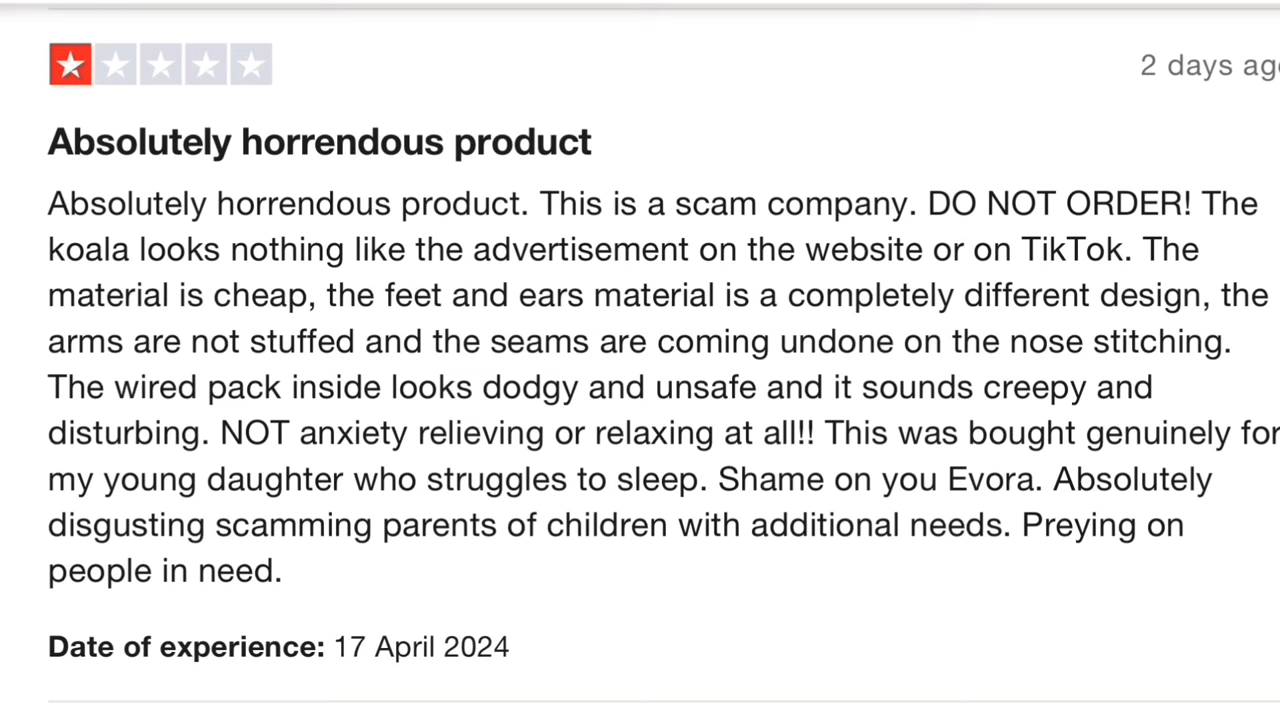 2 days ag
Absolutely horrendous product
Absolutely horrendous product. This is a scam company. DO NOT ORDER! The
koala looks nothing like the advertisement on the website or on TikTok. The
material is cheap, the feet and ears material is a completely different design, the
arms are not stuffed and the seams are coming undone on the nose stitching.
The wired pack inside looks dodgy and unsafe and it sounds creepy and
disturbing. NOT anxiety relieving or relaxing at all!! This was bought genuinely for
my young daughter who struggles to sleep. Shame on you Evora. Absolutely
disgusting scamming parents of children with additional needs. Preying on
people in need.
Date of experience: 17 April 2024